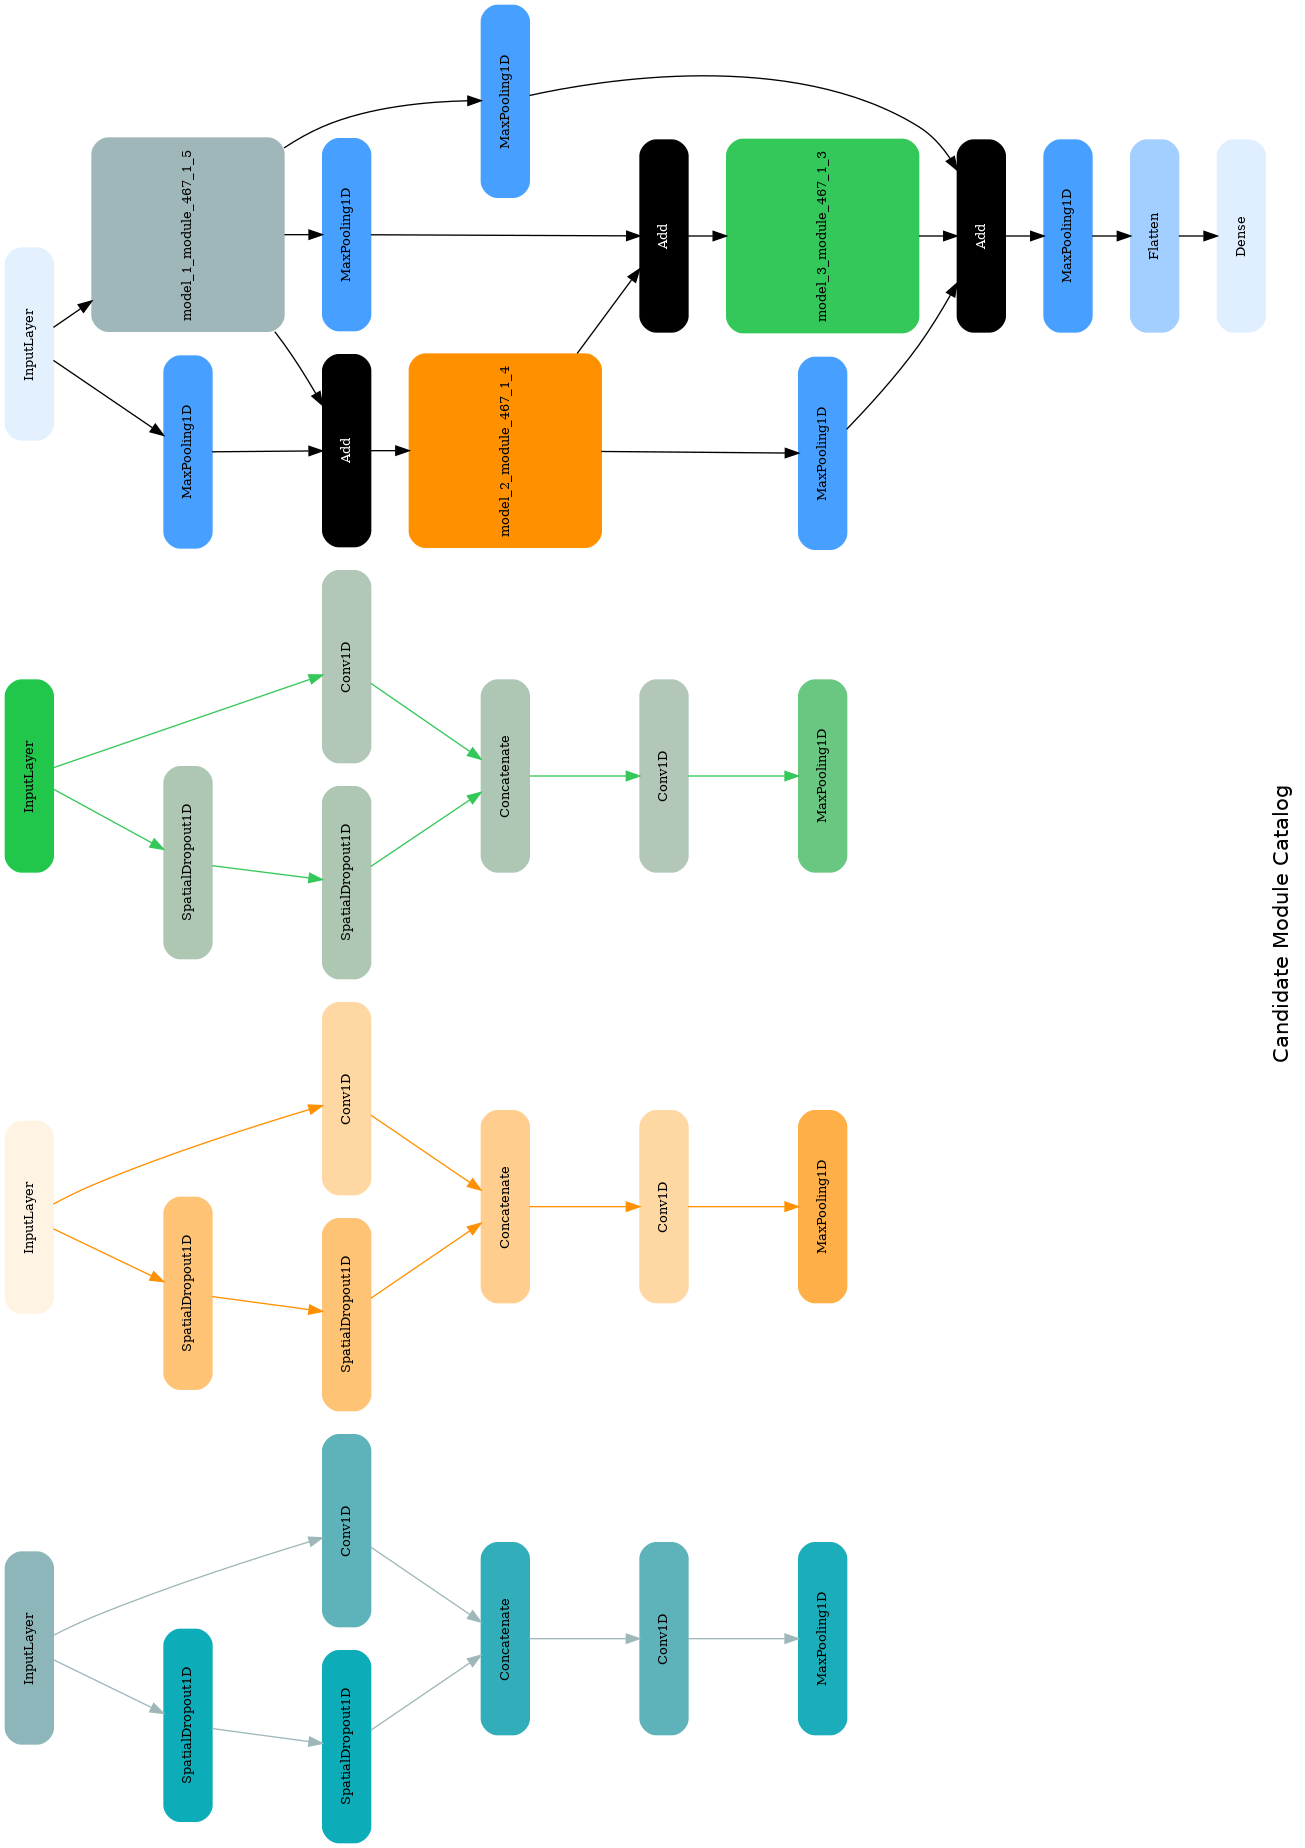 InputLayer
model_1_module_467_1_5
MaxPooling1D
MaxPooling1D
MaxPooling1D
Add
model_2_module_467_1_4
Add
model_3_module_467_1_3
MaxPooling1D
Add
MaxPooling1D
Flatten
Dense
InputLayer
SpatialDropout1D
Conv1D
SpatialDropout1D
Concatenate
Conv1D
MaxPooling1D
InputLayer
SpatialDropout1D
Conv1D
SpatialDropout1D
Concatenate
Conv1D
MaxPooling1D
InputLayer
SpatialDropout1D
Conv1D
SpatialDropout1D
Concatenate
Conv1D
MaxPooling1D
Candidate Module Catalog